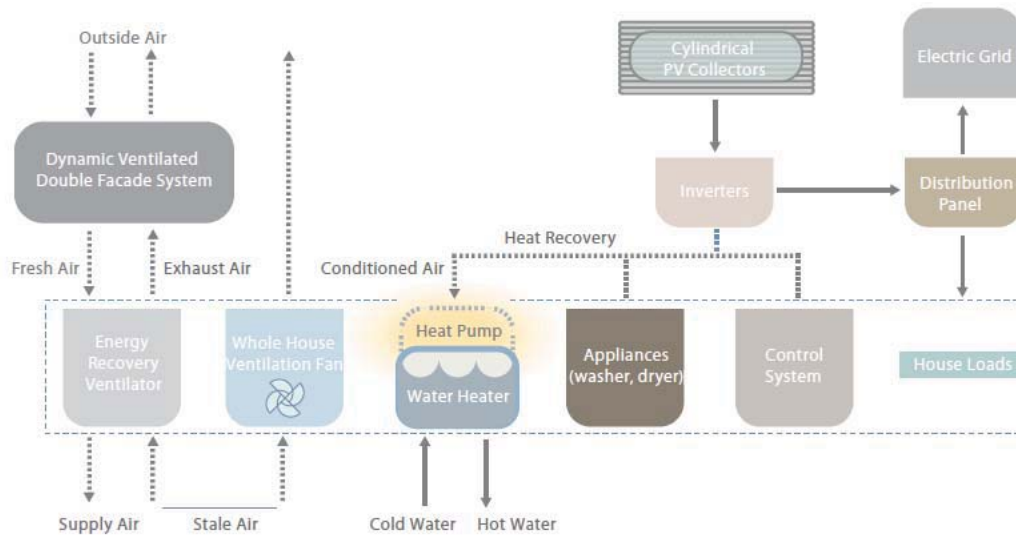 Outside Air
Cylindrical
PV Collectors
Electric Grid
Dynamic Ventilated
Double Facade System
Inverters
Distribution
Panel
Heat Recovery
Fresh Air
Exhaust Air
Conditioned Air
Energy
Recovery
Ventilator
Whole House
Ventilation Fan
Heat Pump
Water Heater
Appliances
(washer, dryer)
Control
System
House Loads
Supply Air
Stale Air
Cold Water
Hot Water